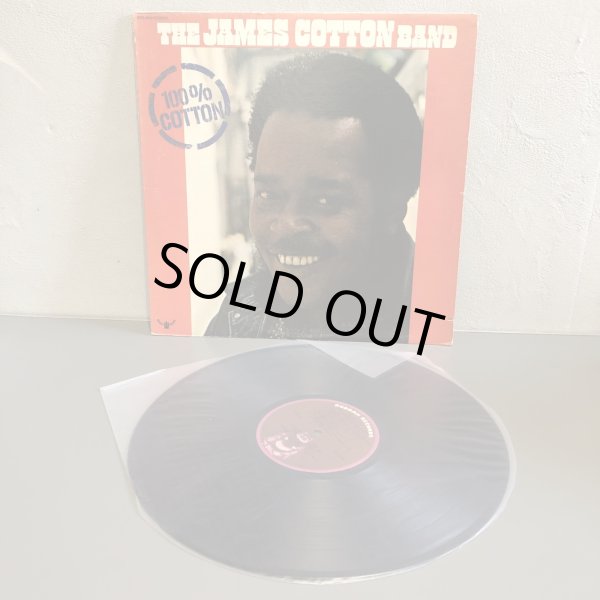 THE JAMES COTTON BAND
100%
COTTON
SOLD OUT